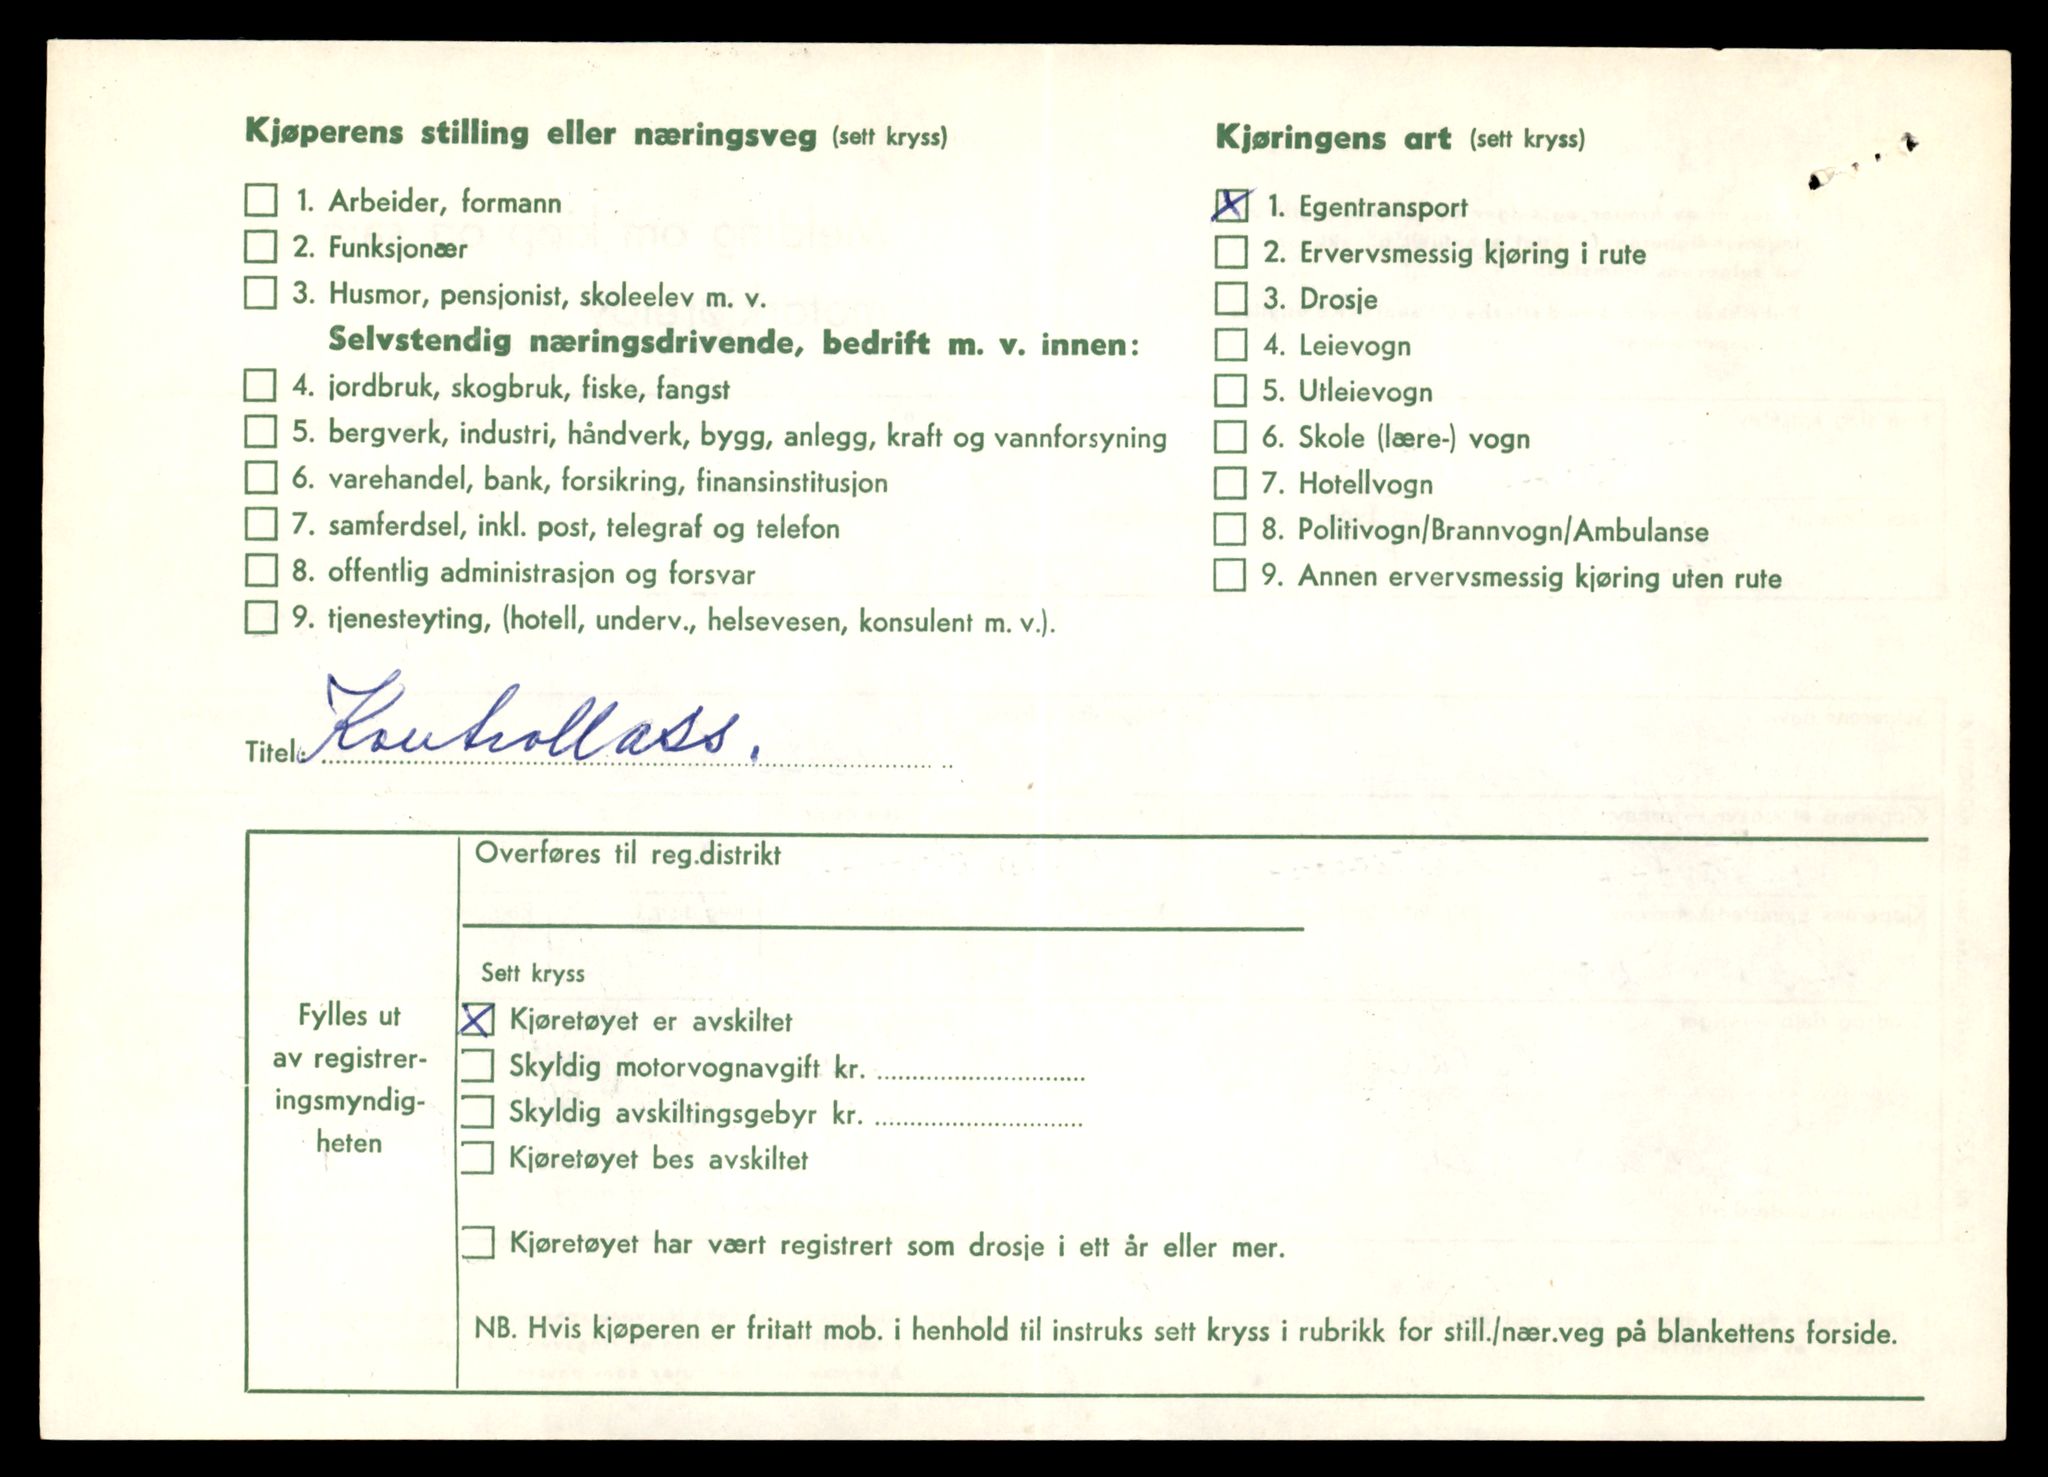 Kjøperens stilling eller næringsveg (sett kryss)
1. Arbeider, formann
2. Funksjonær
3. Husmor, pensjonist, skoleelev m. v.
Selvstendig næringsdrivende, bedrift m. v. innen:
4. jordbruk, skogbruk, fiske, fangst
5. bergverk, industri, håndverk, bygg, anlegg, kraft og vannforsyning
6. varehandel, bank, forsikring, finansinstitusjon
7. samferdsel, inkl. post, telegraf og telefon
8. offentlig administrasjon og forsvar
9. tjenesteyting, (hotell, underv., helsevesen, konsulent m. v.).
Titel: Kontrollass.
Kjøringens art (sett kryss)
X 1. Egentransport
2. Ervervsmessig kjøring i rute
3. Drosje
4. Leievogn
5. Utleievogn
6. Skole (lære-) vogn
7. Hotellvogn
8. Politivogn/Brannvogn/Ambulanse
9. Annen ervervsmessig kjøring uten rute
Fylles ut
av registrer-
ingsmyndig-
heten
Overføres til reg.distrikt
Sett kryss
X Kjøretøyet er avskiltet
Skyldig motorvognavgift kr.
Skyldig avskiltingsgebyr kr.
Kjøretøyet bes avskiltet
Kjøretøyet har vært registrert som drosje i ett år eller mer.
NB. Hvis kjøperen er fritatt mob. i henhold til instruks sett kryss i rubrikk for still./nær.veg på blankettens forside.